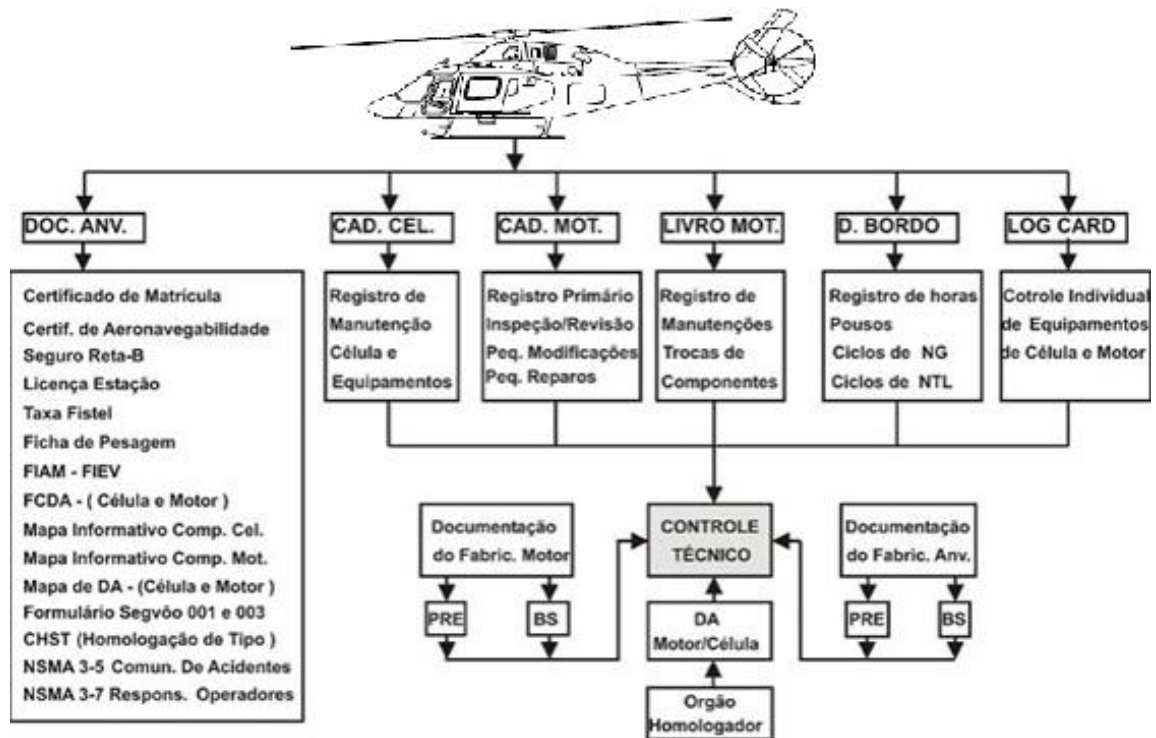 DOC. ANV.
CAD. CEL.
CAD. MOT.
LIVRO MOT.
D. BORDO
LOG CARD
Certificado de Matrícula
Certif. de Aeronavegabilidade
Seguro Reta-B
Licença Estação
Taxa Fistel
Ficha de Pesagem
FIAM - FIEV
FCDA - ( Célula e Motor )
Mapa Informativo Comp. Cel.
Mapa Informativo Comp. Mot.
Mapa de DA - (Célula e Motor )
Formulário Segvôo 001 e 003
CHST (Homologação de Tipo )
NSMA 3-5 Comun. De Acidentes
NSMA 3-7 Respons. Operadores
Registro de
Manutenção
Célula e
Equipamentos
Registro Primário
Inspeção/Revisão
Peq. Modificações
Peq. Reparos
Registro de
Manutenções
Trocas de
Componentes
Registro de horas
Pousos
Ciclos de NG
Ciclos de NTL
Cotrole Individual
de Equipamentos
de Célula e Motor
Documentação
do Fabric. Motor
PRE
BS
CONTROLE
TÉCNICO
DA
Motor/Célula
Orgão
Homologador
Documentação
do Fabric. Anv.
PRE
BS